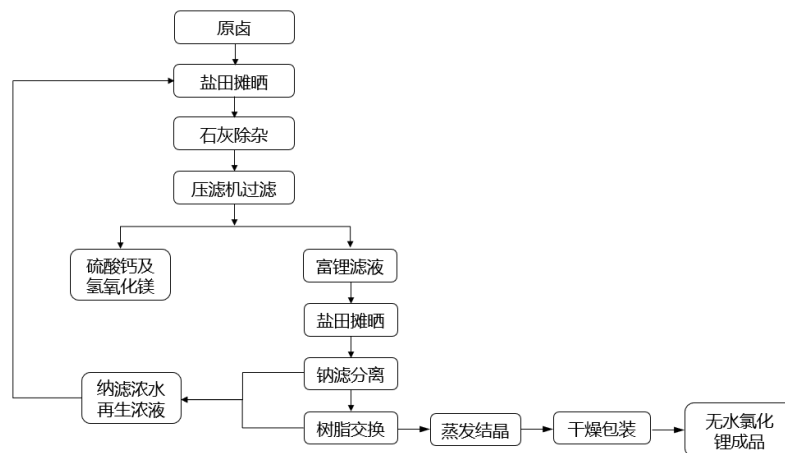 原卤
盐田摊晒
石灰除杂
压滤机过滤
硫酸钙及
氢氧化镁
富锂滤液
盐田摊晒
钠滤分离
纳滤浓水
再生浓液
树脂交换
蒸发结晶
干燥包装
无水氯化
锂成品